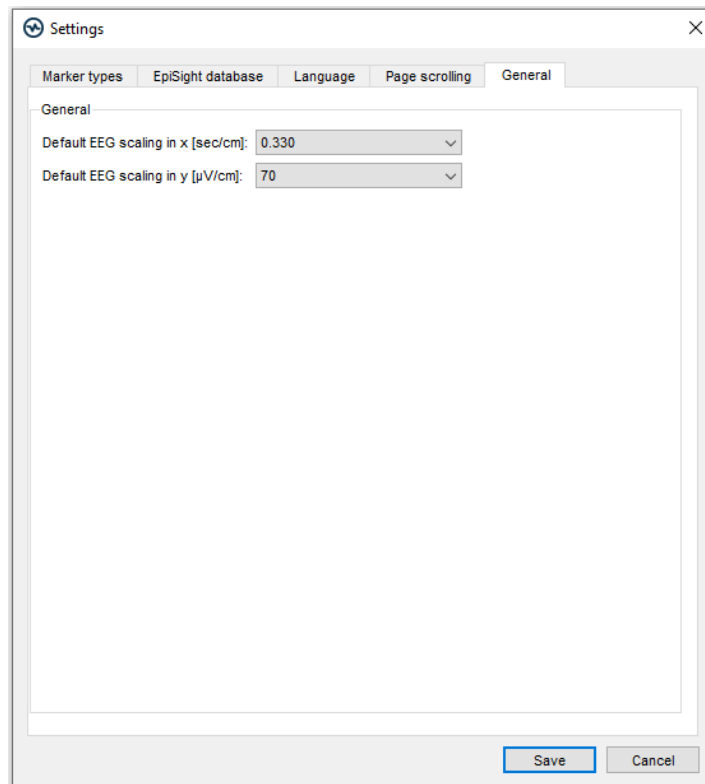 Settings
Marker types EpiSight database Language Page scrolling General
General
Default EEG scaling in x [sec/cm]: 0.330
Default EEG scaling in y [µV/cm]: 70
Save Cancel